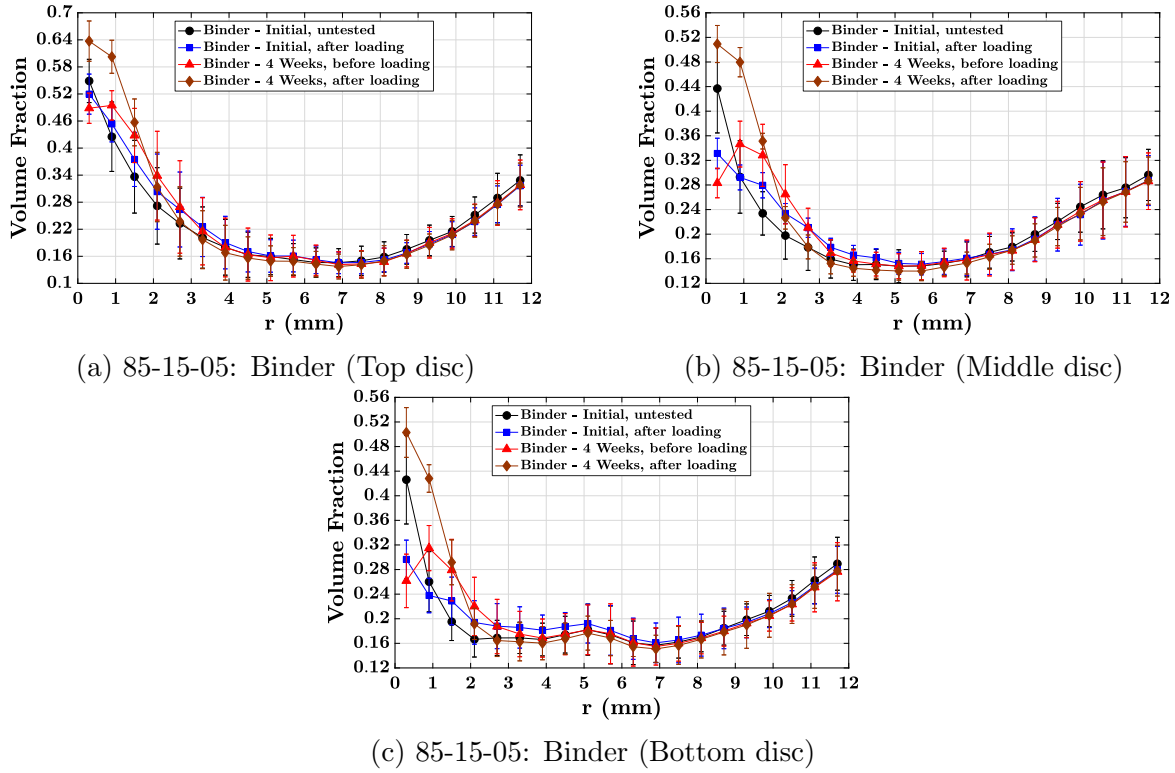 0.7
0.64
0.58
0.52
0.46
0.4
0.34
0.28
0.22
0.16
0.1
Volume Fraction
Binder - Initial, untested
Binder - Initial, after loading
Binder - 4 Weeks, before loading
Binder - 4 Weeks, after loading
0 1 2 3 4 5 6 7 8 9 10 11 12
r (mm)
(a) 85-15-05: Binder (Top disc)
0.56
0.52
0.48
0.44
0.4
0.36
0.32
0.28
0.24
0.2
0.16
0.12
Volume Fraction
Binder - Initial, untested
Binder - Initial, after loading
Binder - 4 Weeks, before loading
Binder - 4 Weeks, after loading
0 1 2 3 4 5 6 7 8 9 10 11 12
r (mm)
(b) 85-15-05: Binder (Middle disc)
0.56
0.52
0.48
0.44
0.4
0.36
0.32
0.28
0.24
0.2
0.16
0.12
Volume Fraction
Binder - Initial, untested
Binder - Initial, after loading
Binder - 4 Weeks, before loading
Binder - 4 Weeks, after loading
0 1 2 3 4 5 6 7 8 9 10 11 12
r (mm)
(c) 85-15-05: Binder (Bottom disc)